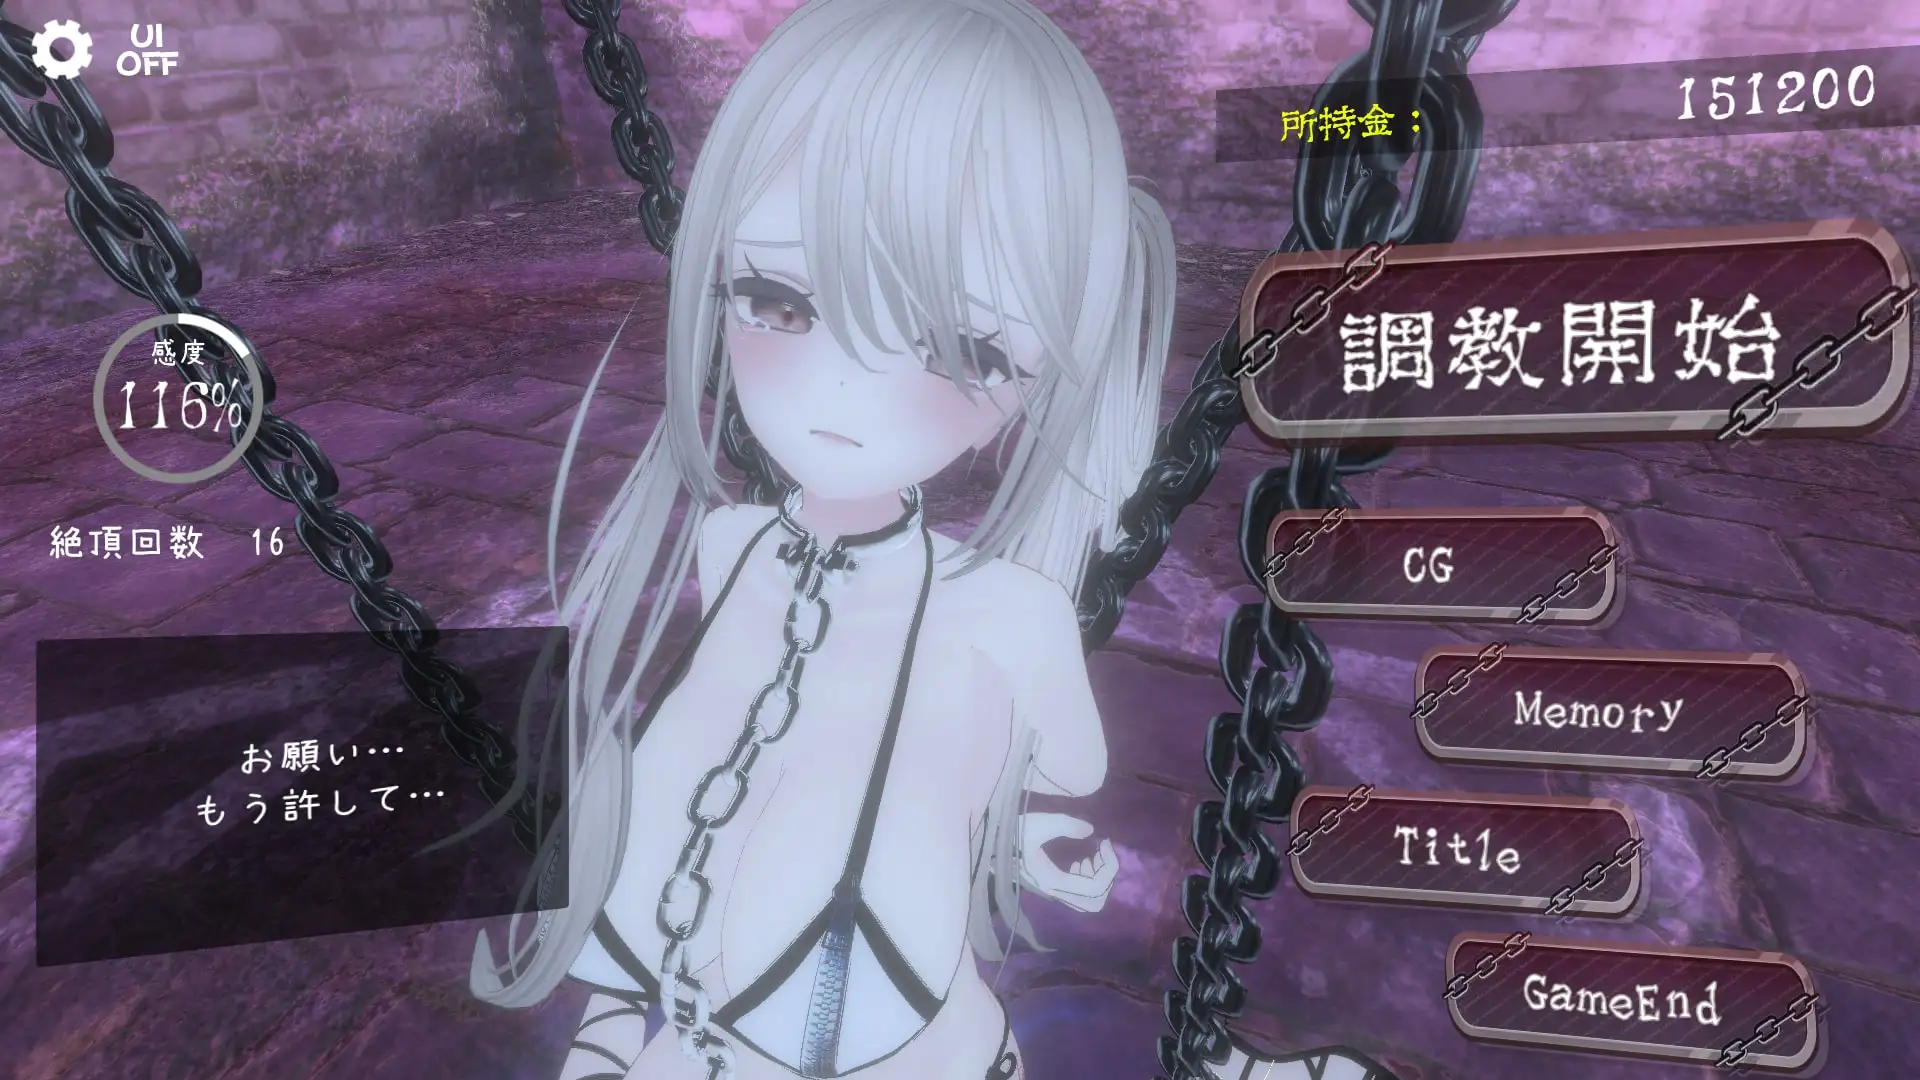 UI
OFF
所持金：
151200
調教開始
感度
116%
絶頂回数 16
CG
Memory
お願い…
もう許して…
Title
GameEnd